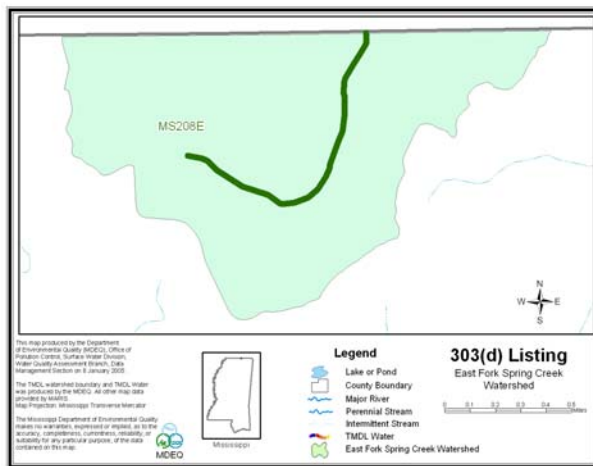 MS208E
N
W E
S
This map produced by the Department
of Environmental Quality (MDEQ), Office of
Pollution Control, Surface Water Division,
Water Quality Assessment Branch, Data
Management Section on 8 January 2005
The TMDL watershed boundary and TMDL Water
was produced by the MDEQ. All other map data
provided by MARIS.
Map Projection: Mississippi Transverse Mercator
The Mississippi Department of Environmental Quality
makes no warranties, expressed or implied, as to the
accuracy, completeness, currentness, reliability, or
suitability for any particular purpose, of the data
contained on this map.
MDEQ
Mississippi
Legend
Lake or Pond
County Boundary
Major River
Perennial Stream
Intermittent Stream
TMDL Water
East Fork Spring Creek Watershed
303(d) Listing
East Fork Spring Creek
Watershed
0 0.1 0.2 0.3 0.4 0.5
Miles